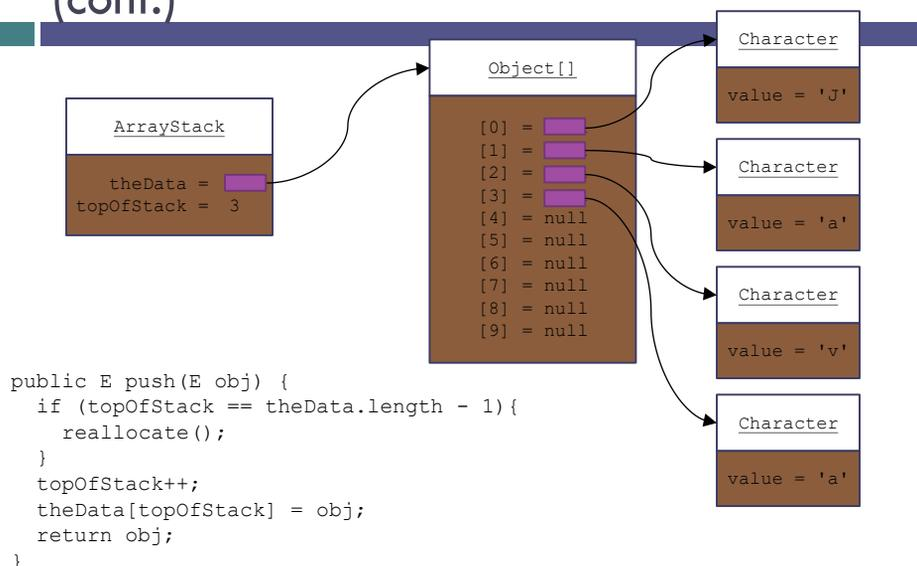 (cont.)
ArrayStack
theData =
topOfStack = 3
Object[]
[0] =
[1] =
[2] =
[3] =
[4] = null
[5] = null
[6] = null
[7] = null
[8] = null
[9] = null
Character
value = 'J'
Character
value = 'a'
Character
value = 'v'
Character
value = 'a'
public E push(E obj) {
if (topOfStack == theData.length - 1){
reallocate();
}
topOfStack++;
theData[topOfStack] = obj;
return obj;
}